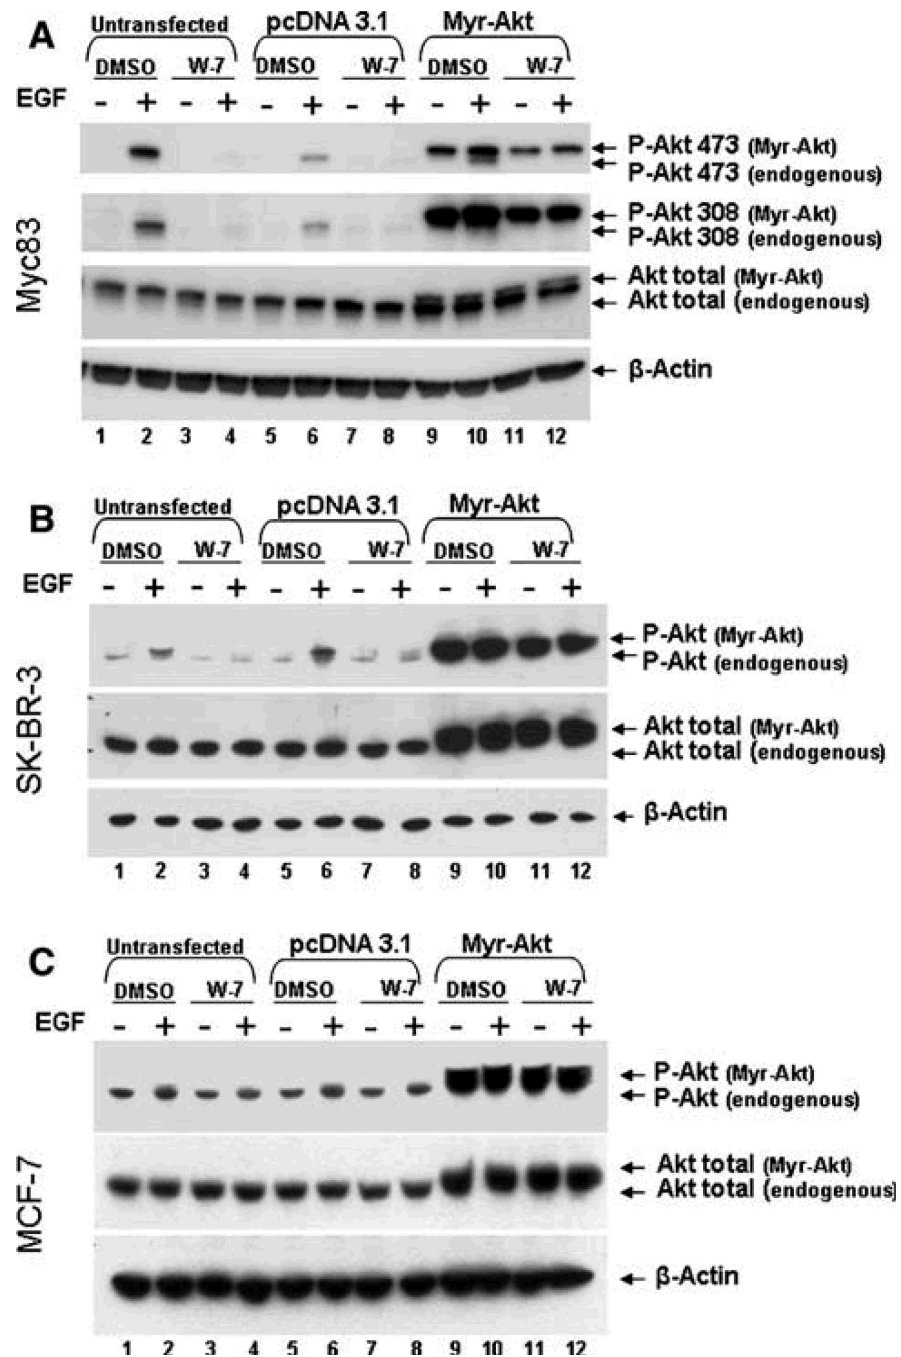 A
Untransfected pcDNA 3.1 Myr-Akt
DMSO W-7 DMSO W-7 DMSO W-7
EGF - + - + - + - + - + - +
P-Akt 473 (Myr-Akt)
P-Akt 473 (endogenous)
P-Akt 308 (Myr-Akt)
P-Akt 308 (endogenous)
Akt total (Myr-Akt)
Akt total (endogenous)
β-Actin
Myc83
1 2 3 4 5 6 7 8 9 10 11 12
B
Untransfected pcDNA 3.1 Myr-Akt
DMSO W-7 DMSO W-7 DMSO W-7
EGF - + - + - + - + - + - +
P-Akt (Myr-Akt)
P-Akt (endogenous)
Akt total (Myr-Akt)
Akt total (endogenous)
β-Actin
SK-BR-3
1 2 3 4 5 6 7 8 9 10 11 12
C
Untransfected pcDNA 3.1 Myr-Akt
DMSO W-7 DMSO W-7 DMSO W-7
EGF - + - + - + - + - + - +
P-Akt (Myr-Akt)
P-Akt (endogenous)
Akt total (Myr-Akt)
Akt total (endogenous)
β-Actin
MCF-7
1 2 3 4 5 6 7 8 9 10 11 12